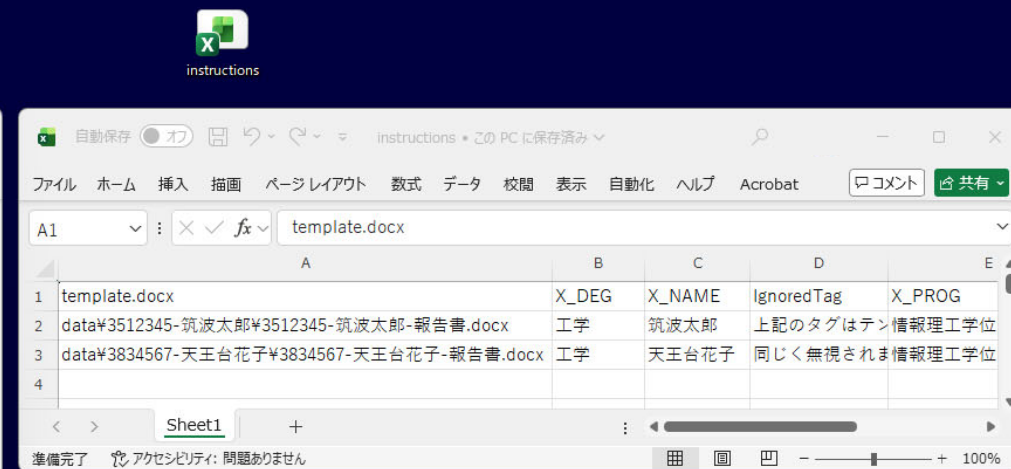 instructions
自動保存 オフ instructions • この PC に保存済み
ファイル ホーム 挿入 描画 ページ レイアウト 数式 データ 校閲 表示 自動化 ヘルプ Acrobat コメント 共有
A1 fx template.docx
A B C D E
1 template.docx X_DEG X_NAME IgnoredTag X_PROG
2 data¥3512345-筑波太郎¥3512345-筑波太郎-報告書.docx 工学 筑波太郎 上記のタグはテン 情報理工学位
3 data¥3834567-天王台花子¥3834567-天王台花子-報告書.docx 工学 天王台花子 同じく無視されま 情報理工学位
4
Sheet1
準備完了 アクセシビリティ: 問題ありません 100%